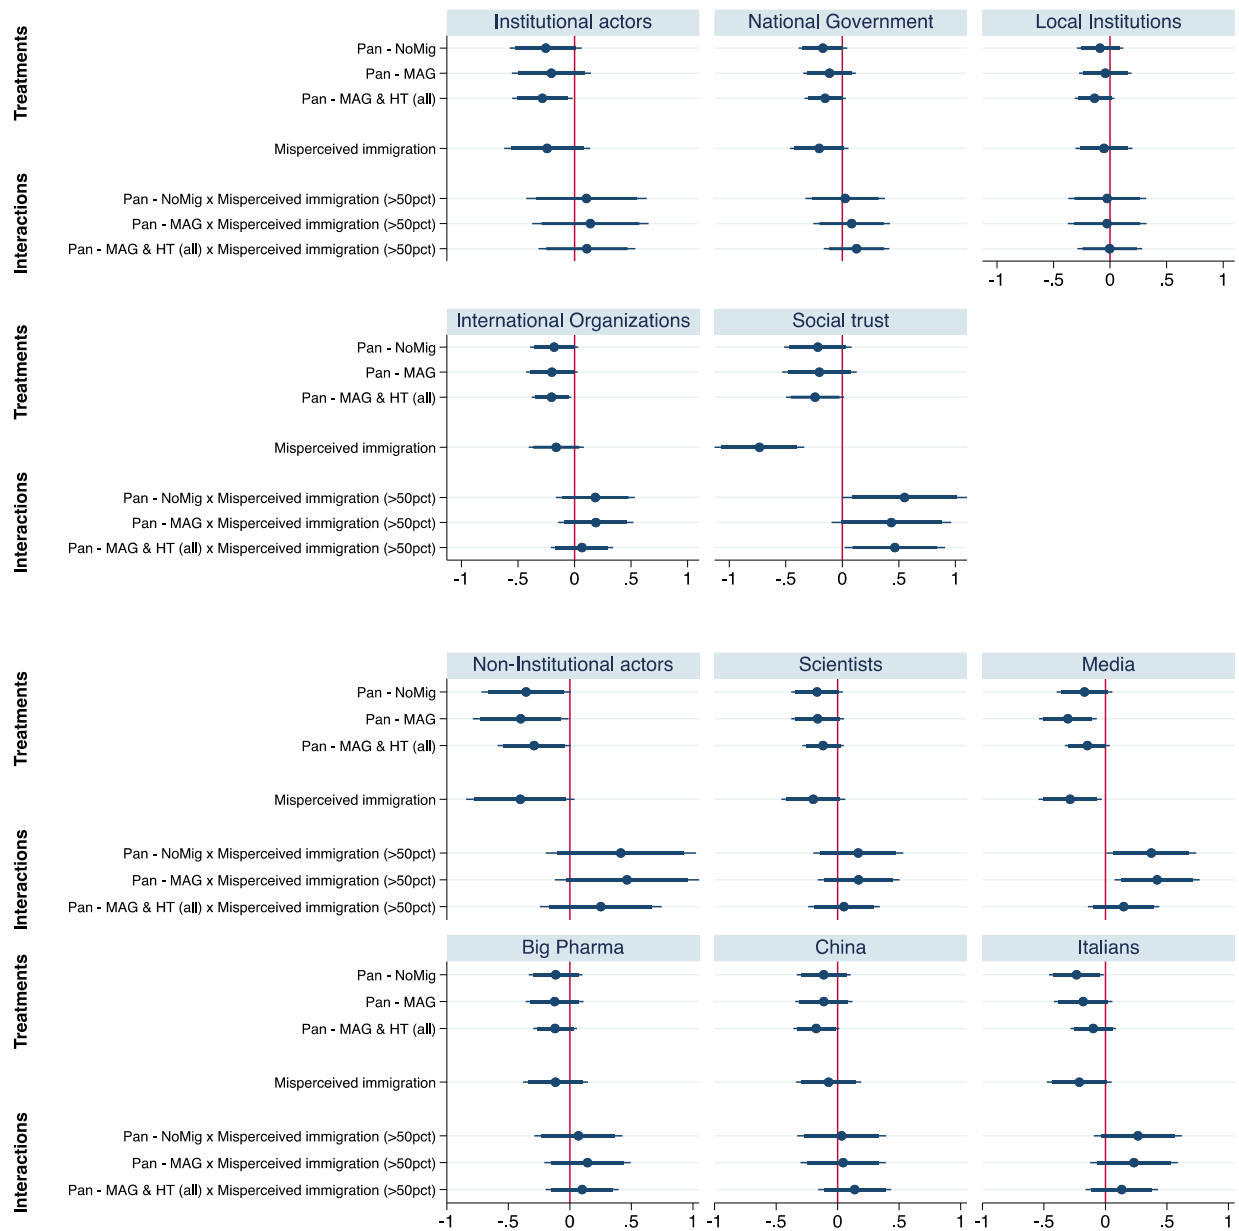 Institutional actors National Government Local Institutions
Treatments
Pan - NoMig
Pan - MAG
Pan - MAG & HT (all)
Misperceived immigration
Interactions
Pan - NoMig x Misperceived immigration (>50pct)
Pan - MAG x Misperceived immigration (>50pct)
Pan - MAG & HT (all) x Misperceived immigration (>50pct)
-1 -.5 0 .5 1
International Organizations Social trust
Treatments
Pan - NoMig
Pan - MAG
Pan - MAG & HT (all)
Misperceived immigration
Interactions
Pan - NoMig x Misperceived immigration (>50pct)
Pan - MAG x Misperceived immigration (>50pct)
Pan - MAG & HT (all) x Misperceived immigration (>50pct)
-1 -.5 0 .5 1 -1 -.5 0 .5 1
Non-Institutional actors Scientists Media
Treatments
Pan - NoMig
Pan - MAG
Pan - MAG & HT (all)
Misperceived immigration
Interactions
Pan - NoMig x Misperceived immigration (>50pct)
Pan - MAG x Misperceived immigration (>50pct)
Pan - MAG & HT (all) x Misperceived immigration (>50pct)
Big Pharma China Italians
Treatments
Pan - NoMig
Pan - MAG
Pan - MAG & HT (all)
Misperceived immigration
Interactions
Pan - NoMig x Misperceived immigration (>50pct)
Pan - MAG x Misperceived immigration (>50pct)
Pan - MAG & HT (all) x Misperceived immigration (>50pct)
-1 -.5 0 .5 1 -1 -.5 0 .5 1 -1 -.5 0 .5 1